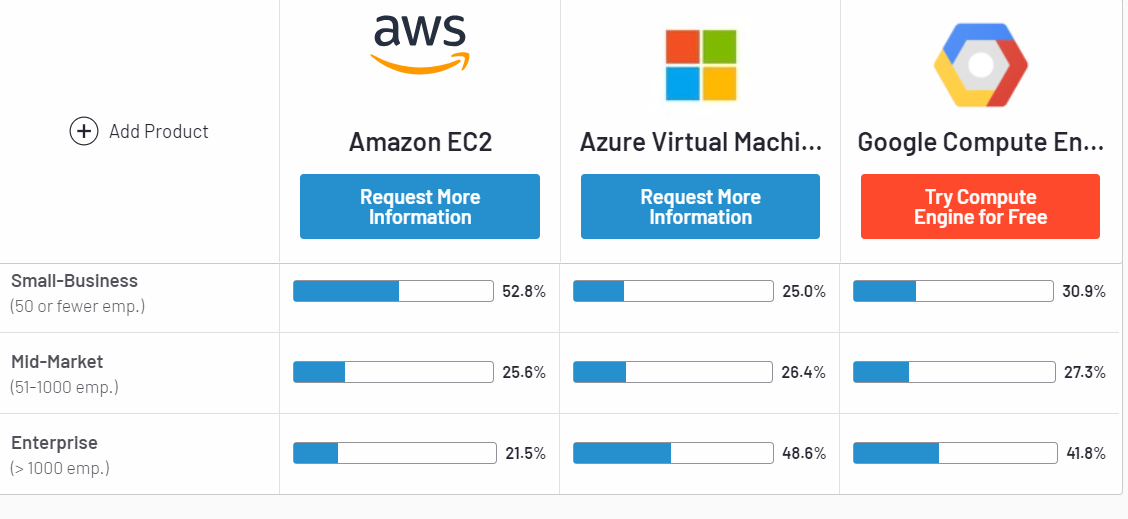 aws
Add Product
Amazon EC2
Azure Virtual Machi...
Google Compute En...
Request More
Information
Request More
Information
Try Compute
Engine for Free
Small-Business
(50 or fewer emp.)
52.8%
25.0%
30.9%
Mid-Market
(51-1000 emp.)
25.6%
26.4%
27.3%
Enterprise
(> 1000 emp.)
21.5%
48.6%
41.8%